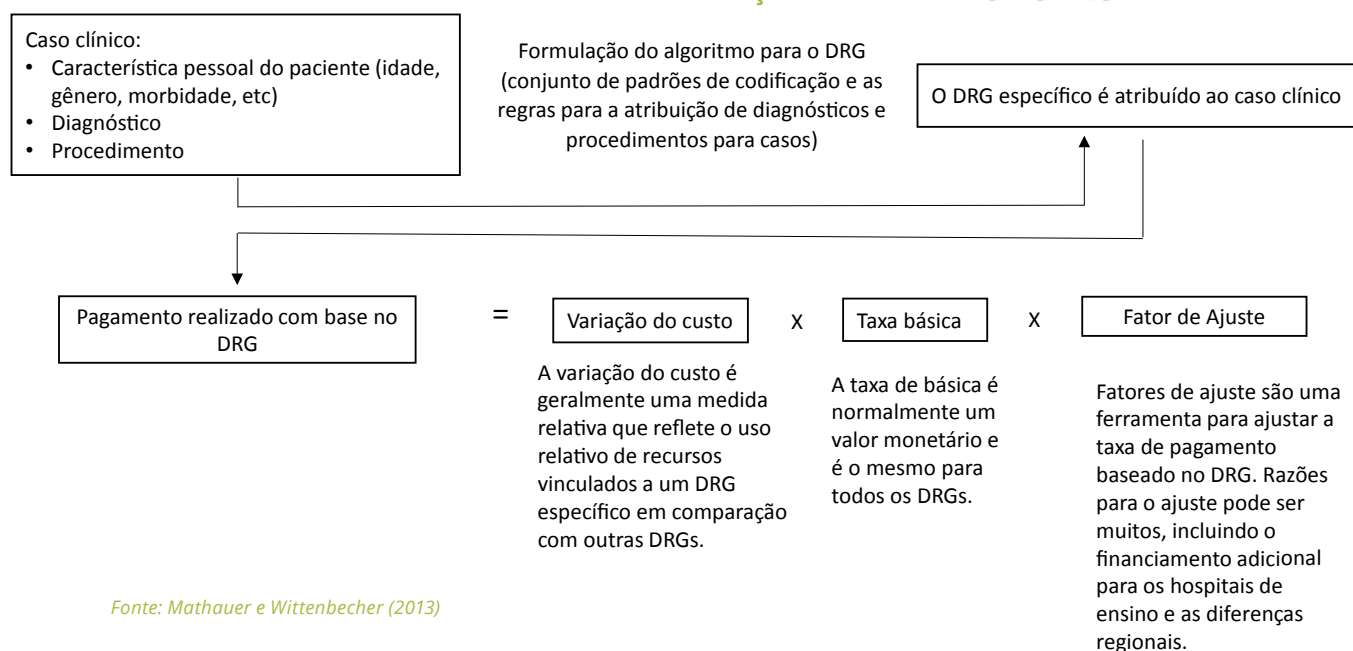 Caso clínico:
• Característica pessoal do paciente (idade,
gênero, morbidade, etc)
• Diagnóstico
• Procedimento
Formulação do algoritmo para o DRG
(conjunto de padrões de codificação e as
regras para a atribuição de diagnósticos e
procedimentos para casos)
O DRG específico é atribuído ao caso clínico
Pagamento realizado com base no
DRG
=
Variação do custo
X
Taxa básica
X
Fator de Ajuste
A variação do custo é
geralmente uma medida
relativa que reflete o uso
relativo de recursos
vinculados a um DRG
específico em comparação
com outras DRGs.
A taxa de básica é
normalmente um
valor monetário e
é o mesmo para
todos os DRGs.
Fatores de ajuste são uma
ferramenta para ajustar a
taxa de pagamento
baseado no DRG. Razões
para o ajuste pode ser
muitos, incluindo o
financiamento adicional
para os hospitais de
ensino e as diferenças
regionais.
Fonte: Mathauer e Wittenbecher (2013)